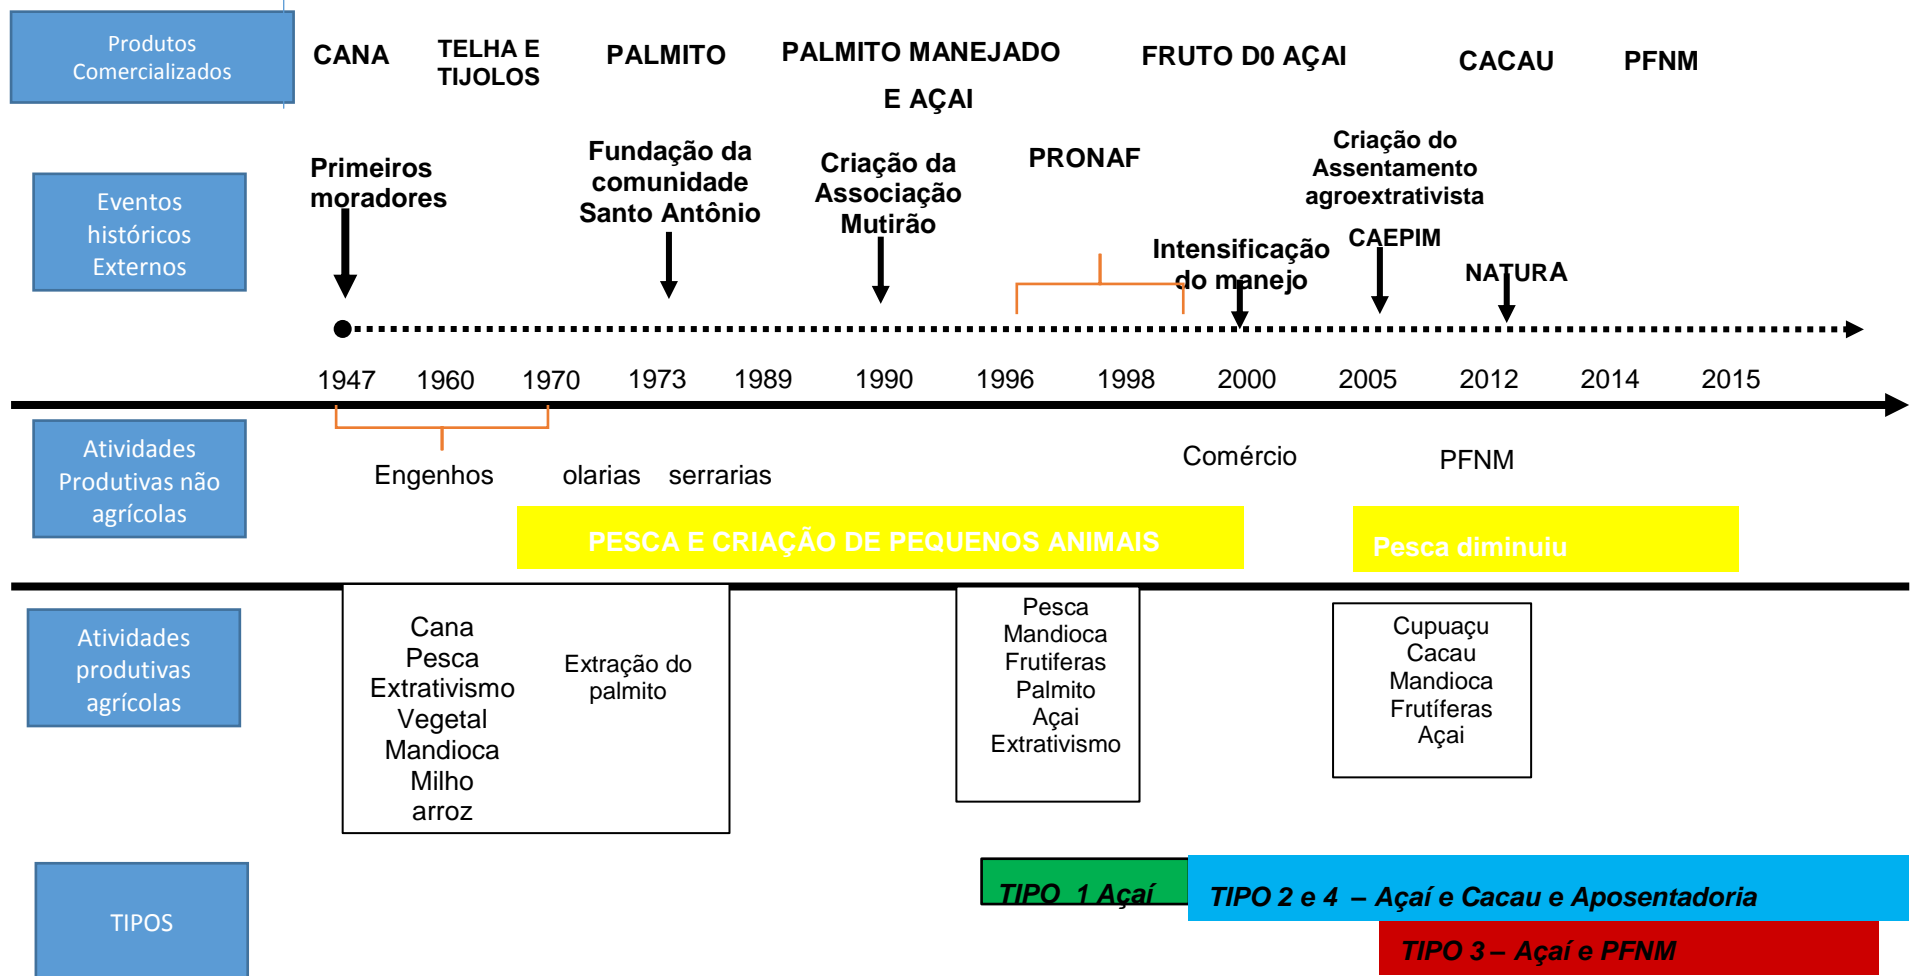 Produtos
Comercializados
CANA
TELHA E
TIJOLOS
PALMITO
PALMITO MANEJADO
E AÇAI
FRUTO D0 AÇAI
CACAU
PFNM
Eventos
históricos
Externos
Primeiros
moradores
Fundação da
comunidade
Santo Antônio
Criação da
Associação
Mutirão
PRONAF
Intensificação
do manejo
Criação do
Assentamento
agroextrativista
CAEPIM
NATURA
1947 1960 1970 1973 1989 1990 1996 1998 2000 2005 2012 2014 2015
Atividades
Produtivas não
agrícolas
Engenhos
olarias
serrarias
Comércio
PFNM
PESCA E CRIAÇÃO DE PEQUENOS ANIMAIS
Pesca diminuiu
Atividades
produtivas
agrícolas
Cana
Pesca
Extrativismo
Vegetal
Mandioca
Milho
arroz
Extração do
palmito
Pesca
Mandioca
Frutiferas
Palmito
Açai
Extrativismo
Cupuaçu
Cacau
Mandioca
Frutíferas
Açai
TIPOS
TIPO 1 Açaí
TIPO 2 e 4 – Açaí e Cacau e Aposentadoria
TIPO 3 – Açaí e PFNM